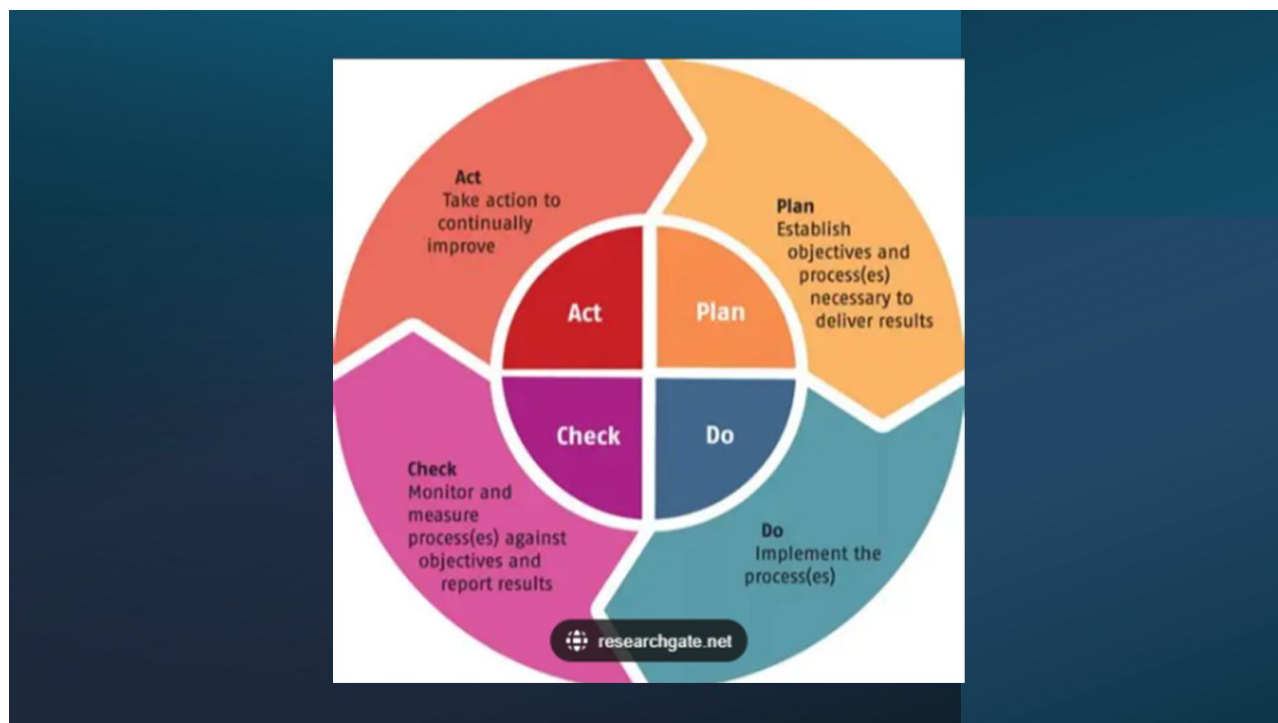 Act
Take action to
continually
improve
Plan
Establish
objectives and
process(es)
necessary to
deliver results
Act
Plan
Check
Do
Check
Monitor and
measure
process(es) against
objectives and
report results
Do
Implement the
process(es)
researchgate.net